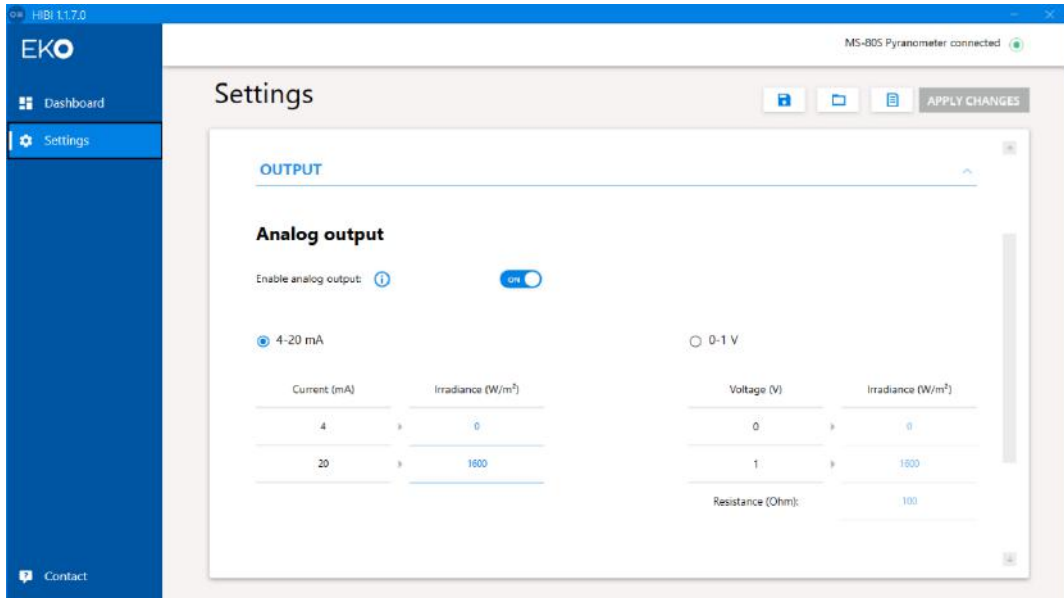 HIBI 1.1.7.0
EKO
MS-80S Pyranometer connected
Dashboard
Settings
Settings
APPLY CHANGES
OUTPUT
Analog output
Enable analog output:
ON
4-20 mA
0-1 V
Current (mA) Irradiance (W/m²) Voltage (V) Irradiance (W/m²)
4 0 0 0
20 1600 1 1600
Resistance (Ohm): 100
Contact